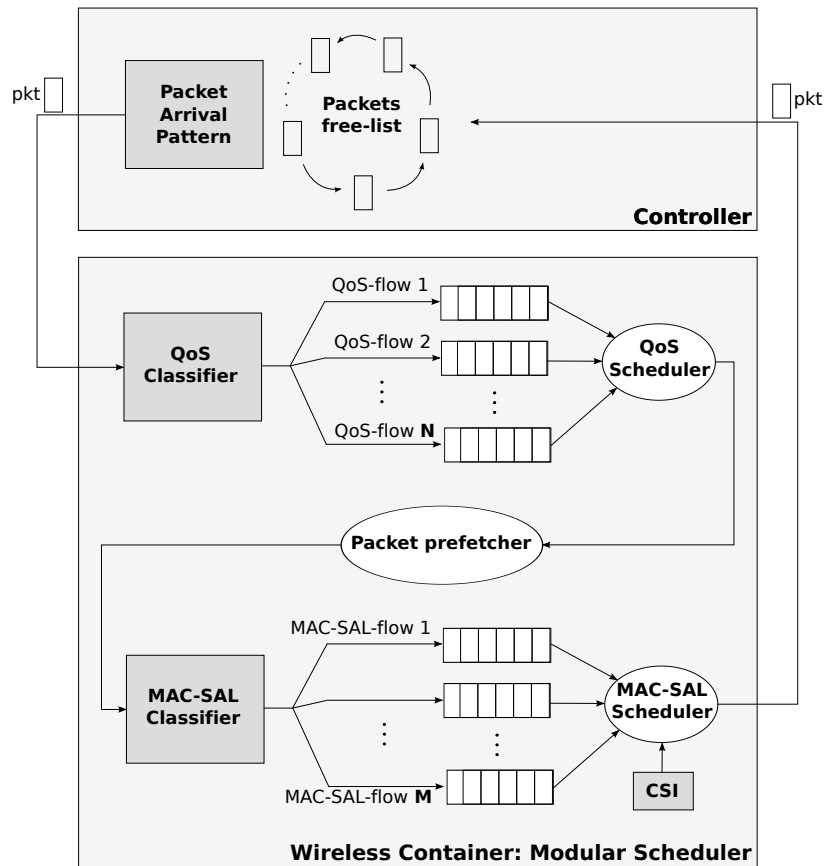 pkt
Packet
Arrival
Pattern
Packets
free-list
pkt
Controller
QoS-flow 1
QoS
Classifier
QoS-flow 2
QoS
Scheduler
QoS-flow N
Packet prefetcher
MAC-SAL-flow 1
MAC-SAL
Classifier
MAC-SAL
Scheduler
MAC-SAL-flow M
CSI
Wireless Container: Modular Scheduler